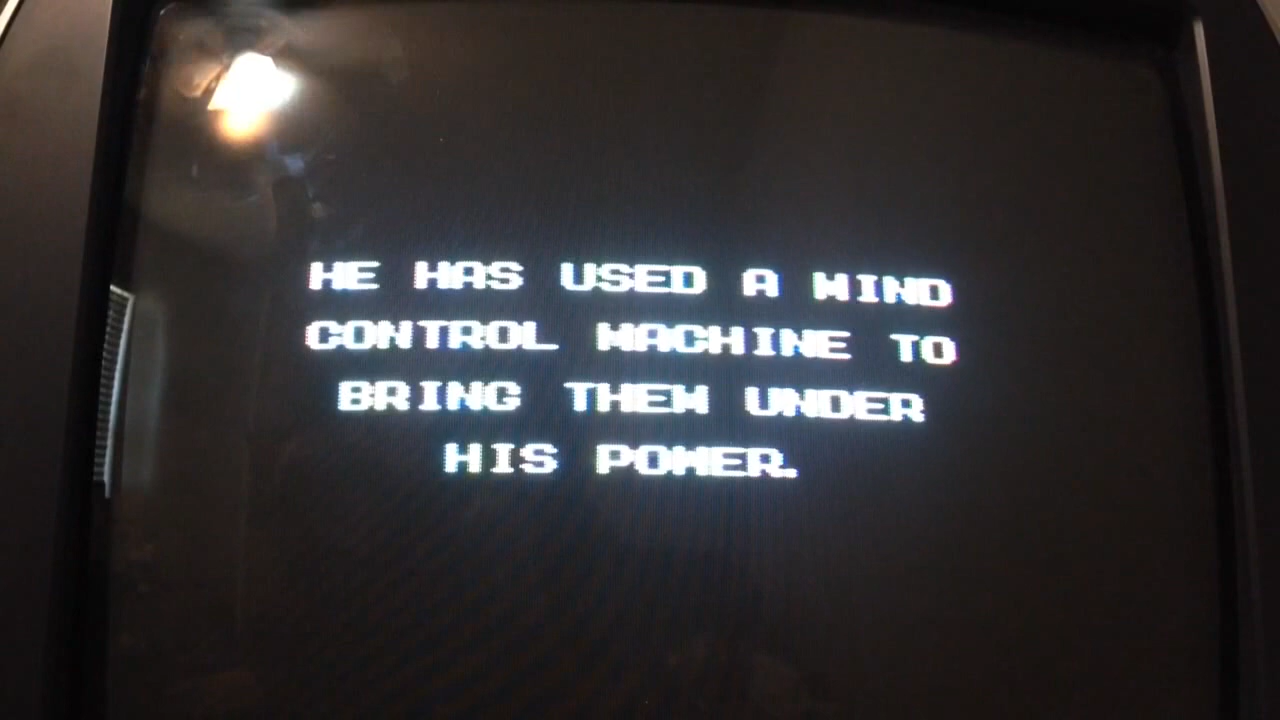 HE HAS USED A MIND
CONTROL MACHINE TO
BRING THEM UNDER
HIS POWER.